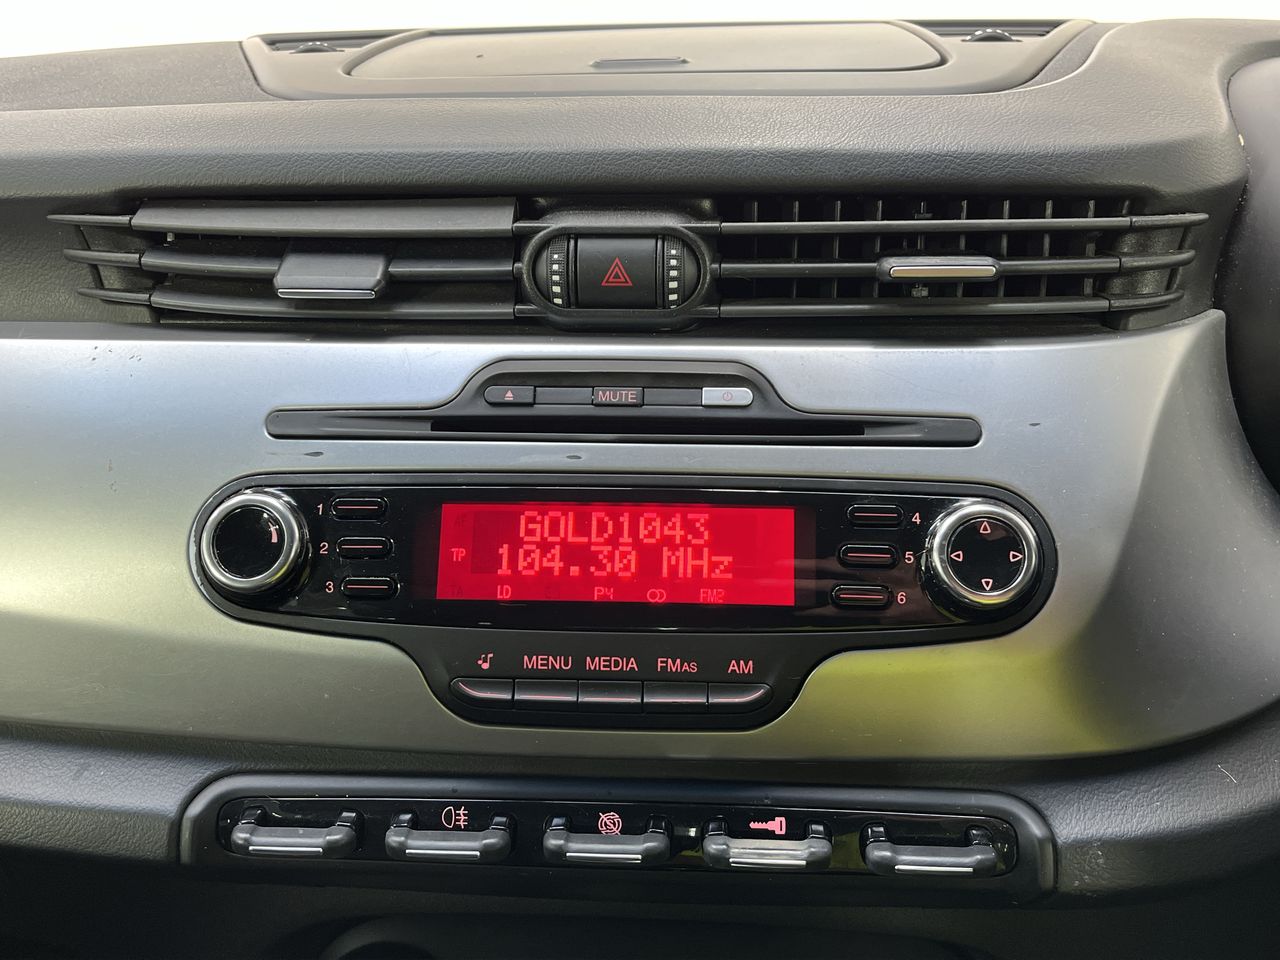 MUTE
1
2
3
AF
GOLD1043
TP
104.30 MHz
TA
LD
P4
FM2
4
5
6
MENU
MEDIA
FMAS
AM